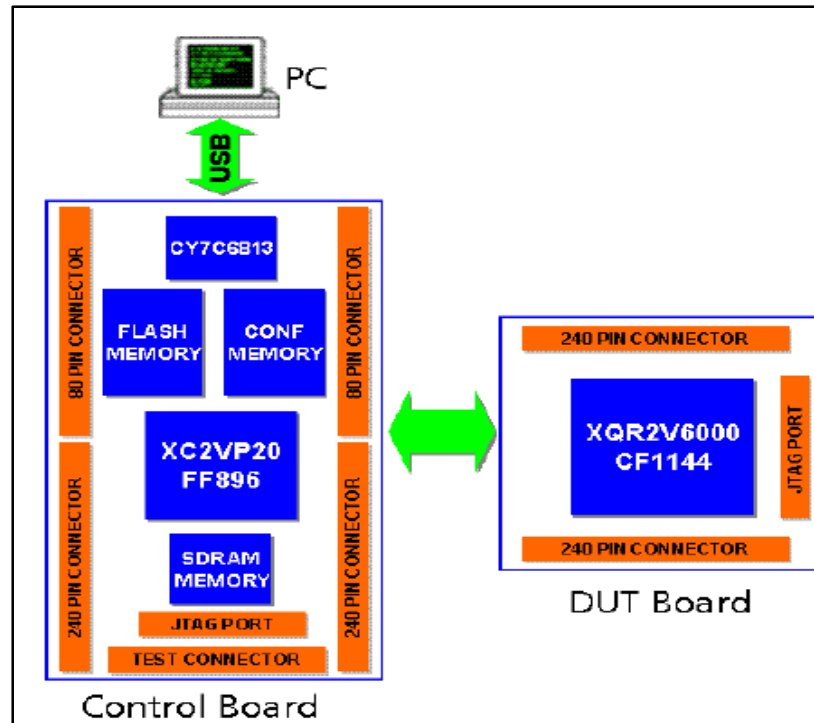 PC
USB
CY7C6B13
80 PIN CONNECTOR
FLASH
MEMORY
CONF
MEMORY
80 PIN CONNECTOR
XC2VP20
FF896
240 PIN CONNECTOR
SDRAM
MEMORY
240 PIN CONNECTOR
JTAG PORT
TEST CONNECTOR
Control Board
240 PIN CONNECTOR
XQR2V6000
CF1144
JTAG PORT
240 PIN CONNECTOR
DUT Board